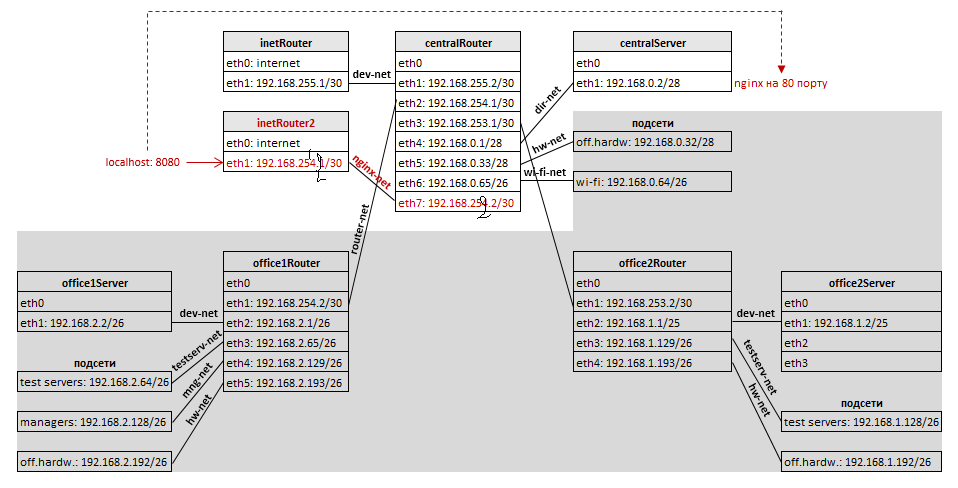 inetRouter
eth0: internet
eth1: 192.168.255.1/30
dev-net
centralRouter
eth0
eth1: 192.168.255.2/30
eth2: 192.168.254.1/30
eth3: 192.168.253.1/30
eth4: 192.168.0.1/28
eth5: 192.168.0.33/28
eth6: 192.168.0.65/26
eth7: 192.168.254.2/30
centralServer
eth0
eth1: 192.168.0.2/28
nginx на 80 порту
dir-net
hw-net
wi-fi-net
подсети
off.hardw: 192.168.0.32/28
wi-fi: 192.168.0.64/26
inetRouter2
eth0: internet
eth1: 192.168.254.1/30
localhost: 8080
nginx-net
router-net
office1Server
eth0
eth1: 192.168.2.2/26
dev-net
testserv-net
mng-net
hw-net
подсети
test servers: 192.168.2.64/26
managers: 192.168.2.128/26
off.hardw.: 192.168.2.192/26
office1Router
eth0
eth1: 192.168.254.2/30
eth2: 192.168.2.1/26
eth3: 192.168.2.65/26
eth4: 192.168.2.129/26
eth5: 192.168.2.193/26
office2Router
eth0
eth1: 192.168.253.2/30
eth2: 192.168.1.1/25
eth3: 192.168.1.129/26
eth4: 192.168.1.193/26
dev-net
testserv-net
hw-net
office2Server
eth0
eth1: 192.168.1.2/25
eth2
eth3
подсети
test servers: 192.168.1.128/26
off.hardw.: 192.168.1.192/26